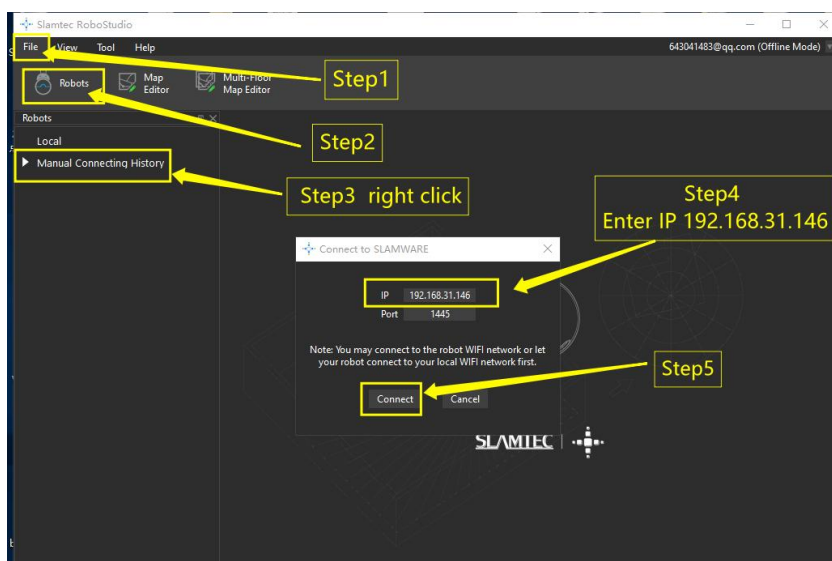 Slamtec RoboStudio
File View Tool Help
643041483@qq.com (Offline Mode)
Robots
Map
Editor
Multi-Floor
Map Editor
Step1
Robots
Step2
Local
Manual Connecting History
Step3 right click
Step4
Enter IP 192.168.31.146
Connect to SLAMWARE
IP 192.168.31.146
Port 1445
Note: You may connect to the robot WIFI network or let
your robot connect to your local WIFI network first.
Step5
Connect Cancel
SLAMTEC